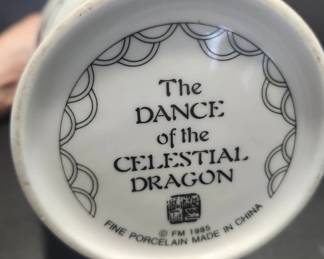 The
DANCE
of the
CELESTIAL
DRAGON
© FM 1985
FINE PORCELAIN MADE IN CHINA